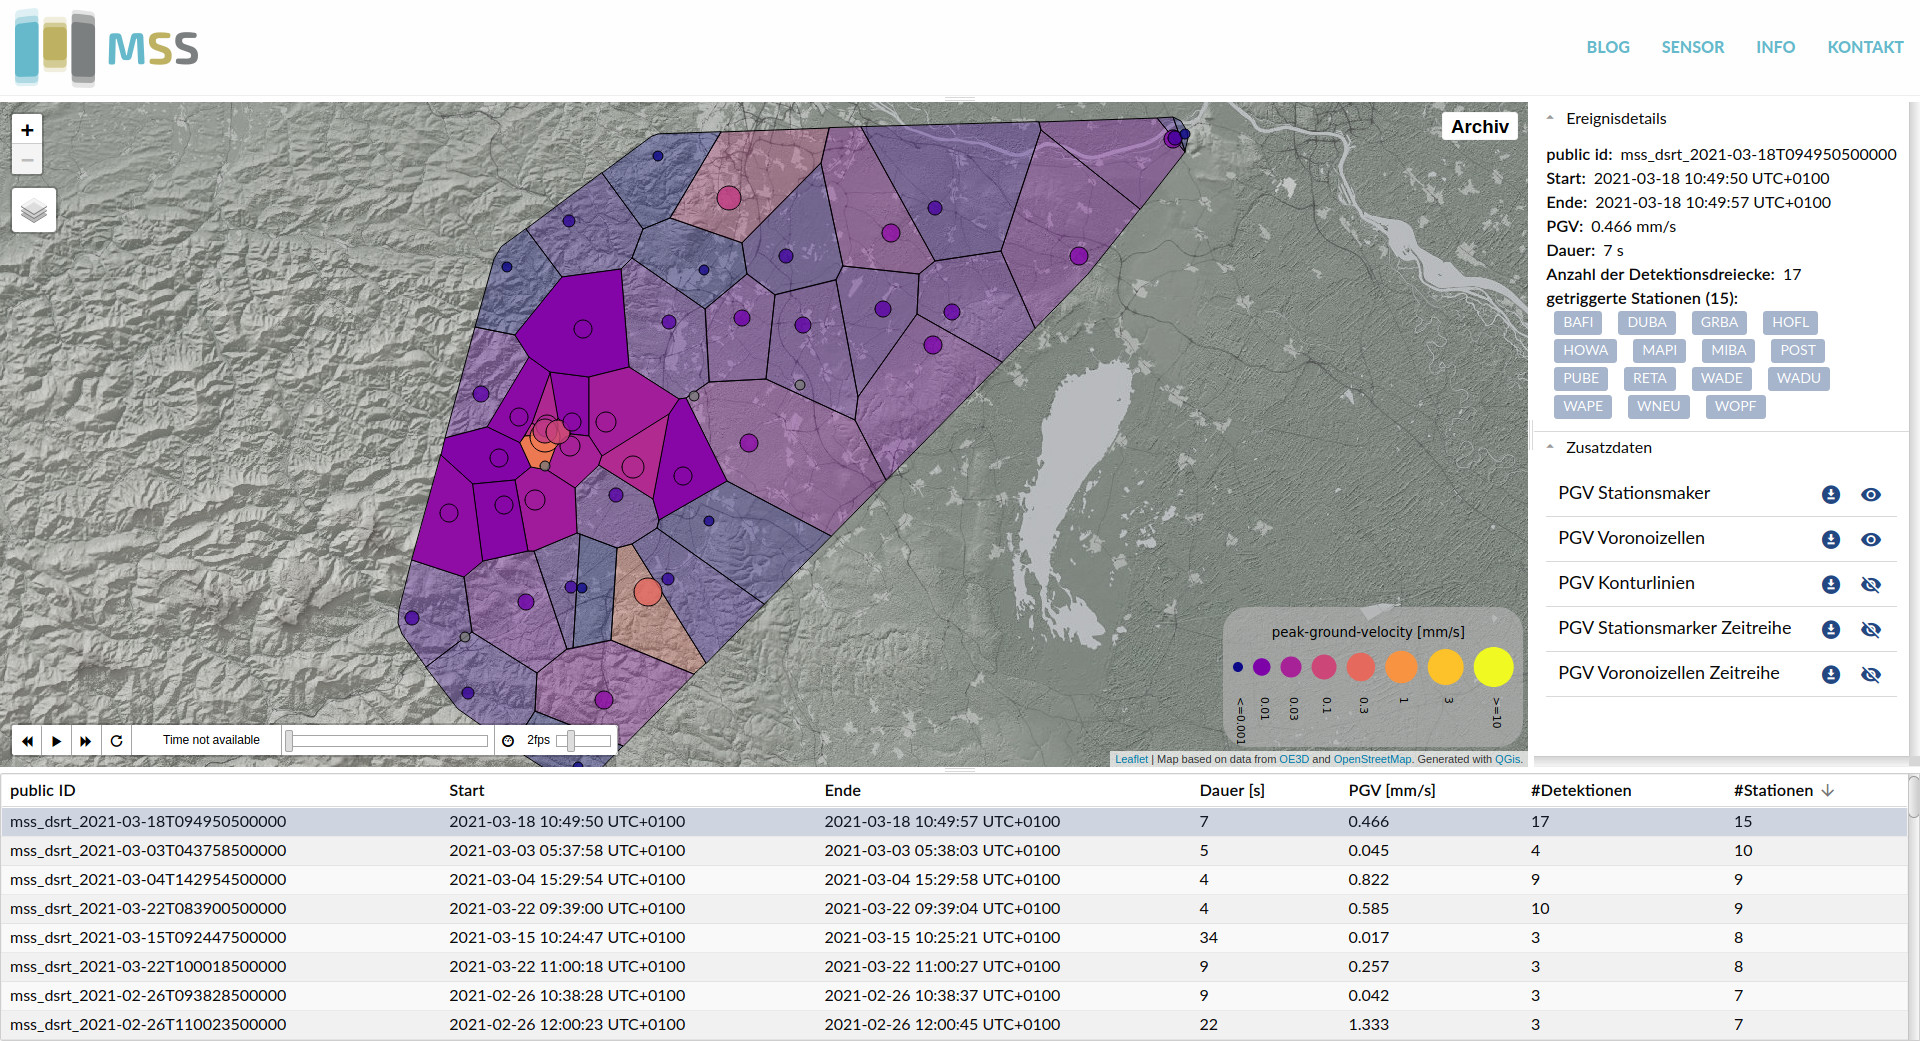 MSS
BLOG SENSOR INFO KONTAKT
+
−
Archiv
Ereignisdetails
public id: mss_dsrt_2021-03-18T094950500000
Start: 2021-03-18 10:49:50 UTC+0100
Ende: 2021-03-18 10:49:57 UTC+0100
PGV: 0.466 mm/s
Dauer: 7 s
Anzahl der Detektionsdreiecke: 17
getriggerte Stationen (15):
BAFI DUBA GRBA HOFL
HOWA MAPI MIBA POST
PUBE RETA WADE WADU
WAPE WNEU WOPF
Zusatzdaten
PGV Stationsmaker
PGV Voronoizellen
PGV Konturlinien
PGV Stationsmarker Zeitreihe
PGV Voronoizellen Zeitreihe
peak-ground-velocity [mm/s]
<=0.001 0.01 0.03 0.1 0.3 1 3 >=10
Time not available 2fps
Leaflet | Map based on data from OE3D and OpenStreetMap. Generated with QGis.
public ID Start Ende Dauer [s] PGV [mm/s] #Detektionen #Stationen
mss_dsrt_2021-03-18T094950500000 2021-03-18 10:49:50 UTC+0100 2021-03-18 10:49:57 UTC+0100 7 0.466 17 15
mss_dsrt_2021-03-03T043758500000 2021-03-03 05:37:58 UTC+0100 2021-03-03 05:38:03 UTC+0100 5 0.045 4 10
mss_dsrt_2021-03-04T142954500000 2021-03-04 15:29:54 UTC+0100 2021-03-04 15:29:58 UTC+0100 4 0.822 9 9
mss_dsrt_2021-03-22T083900500000 2021-03-22 09:39:00 UTC+0100 2021-03-22 09:39:04 UTC+0100 4 0.585 10 9
mss_dsrt_2021-03-15T092447500000 2021-03-15 10:24:47 UTC+0100 2021-03-15 10:25:21 UTC+0100 34 0.017 3 8
mss_dsrt_2021-03-22T100018500000 2021-03-22 11:00:18 UTC+0100 2021-03-22 11:00:27 UTC+0100 9 0.257 3 8
mss_dsrt_2021-02-26T093828500000 2021-02-26 10:38:28 UTC+0100 2021-02-26 10:38:37 UTC+0100 9 0.042 3 7
mss_dsrt_2021-02-26T110023500000 2021-02-26 12:00:23 UTC+0100 2021-02-26 12:00:45 UTC+0100 22 1.333 3 7